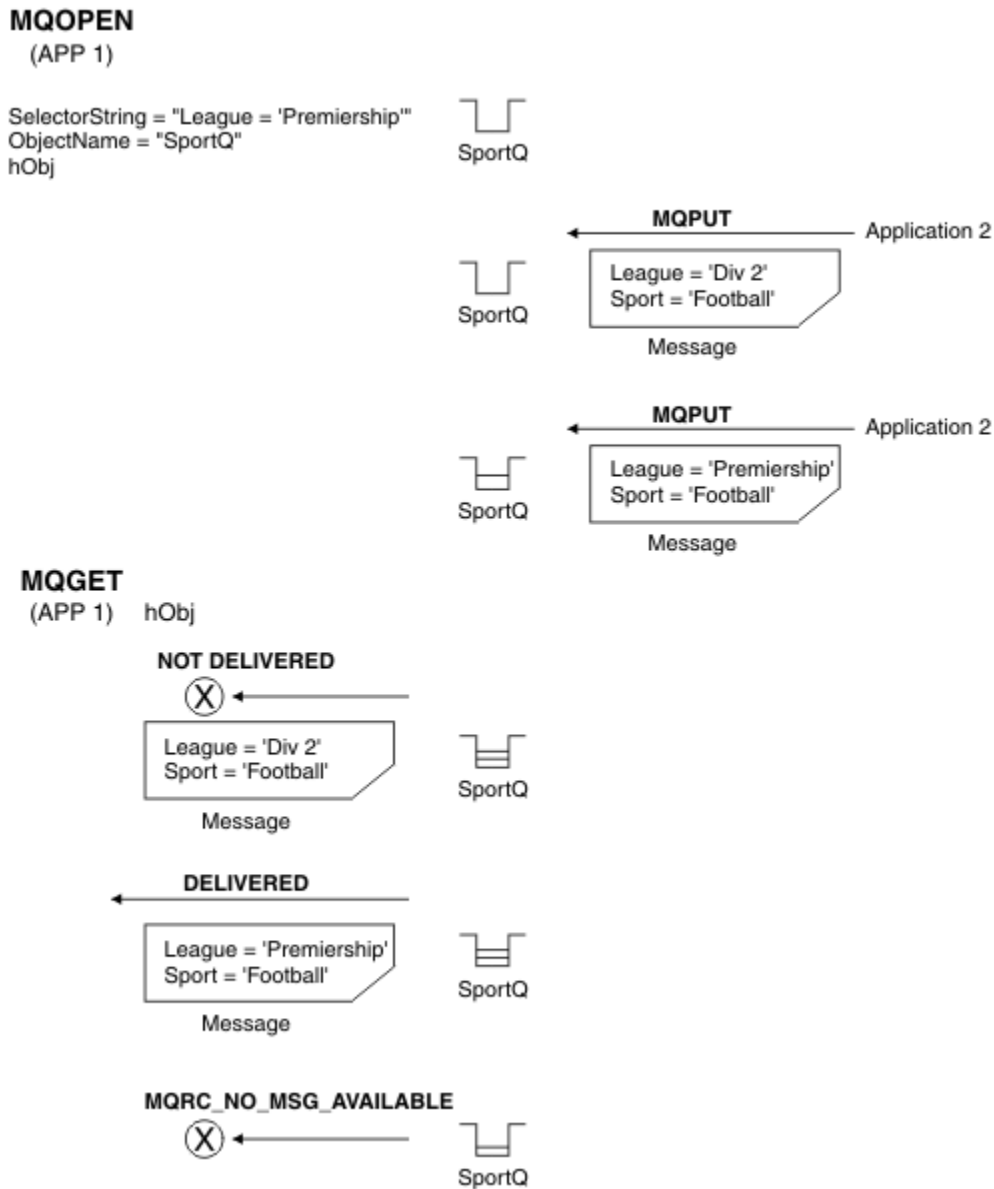 MQOPEN
(APP 1)
SelectorString = "League = 'Premiership'"
ObjectName = "SportQ"
hObj
SportQ
MQPUT
Application 2
League = 'Div 2'
Sport = 'Football'
SportQ
Message
MQPUT
Application 2
League = 'Premiership'
Sport = 'Football'
SportQ
Message
MQGET
(APP 1) hObj
NOT DELIVERED
X
League = 'Div 2'
Sport = 'Football'
SportQ
Message
DELIVERED
League = 'Premiership'
Sport = 'Football'
SportQ
Message
MQRC_NO_MSG_AVAILABLE
X
SportQ